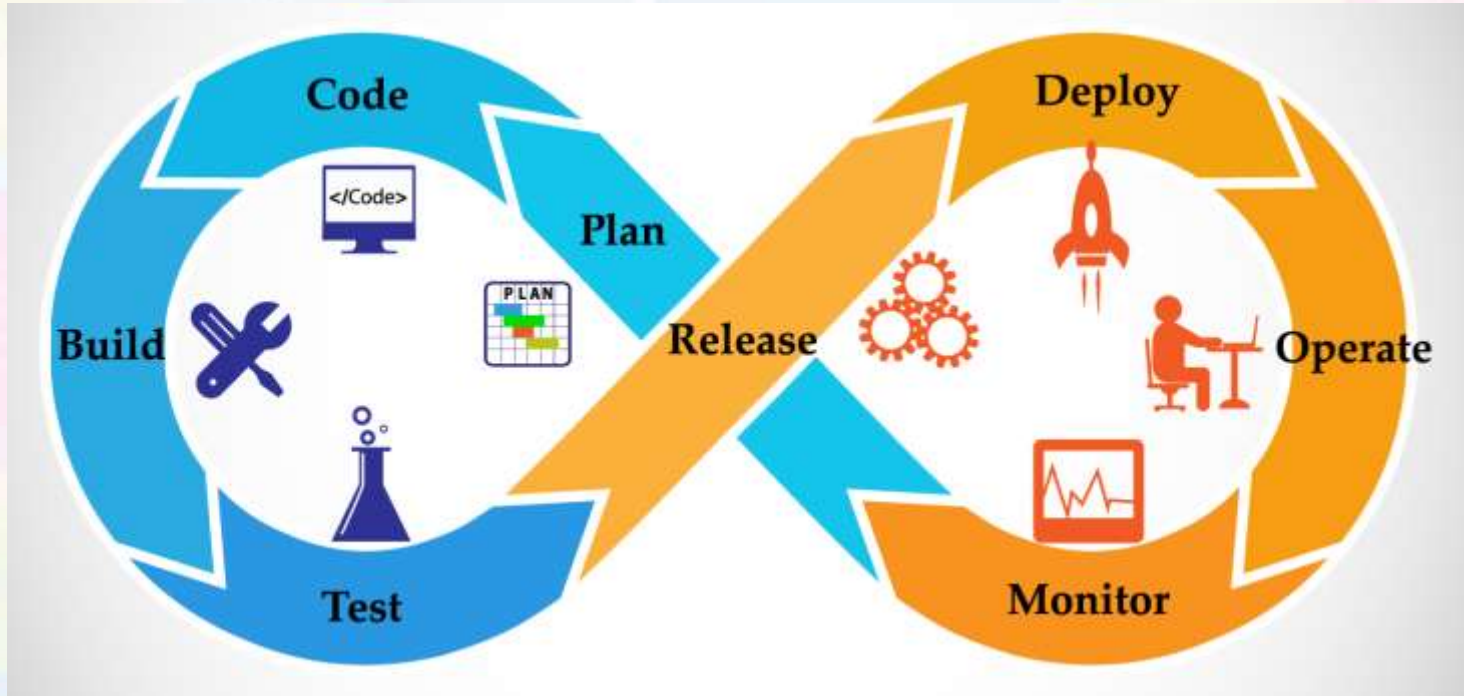 Code
Deploy
</Code>
Plan
PLAN
Build
Release
Operate
Test
Monitor